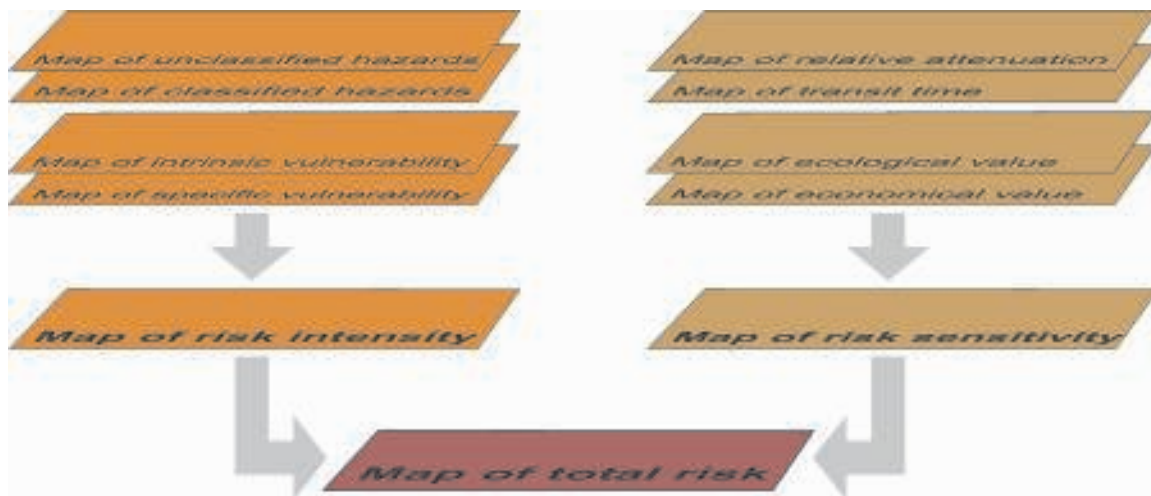 Map of unclassified hazards
Map of classified hazards
Map of intrinsic vulnerability
Map of specific vulnerability
Map of relative attenuation
Map of transit time
Map of ecological value
Map of economical value
Map of risk intensity
Map of risk sensitivity
Map of total risk